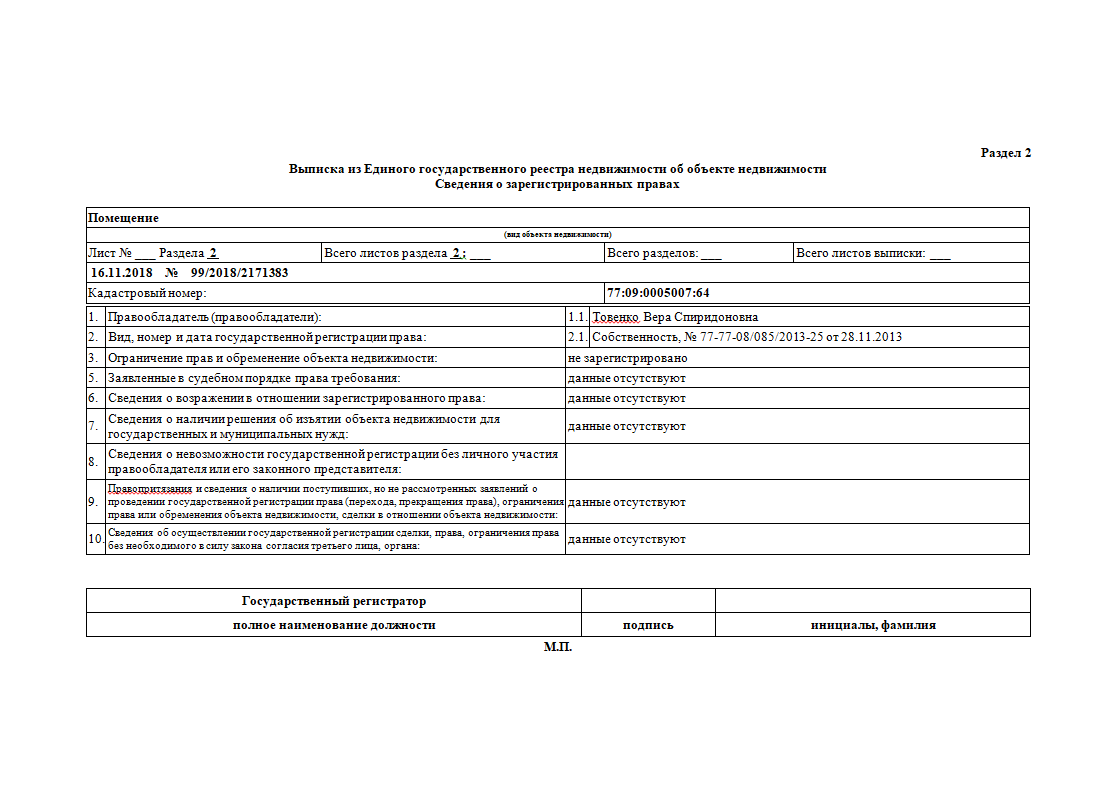 Раздел 2
Выписка из Единого государственного реестра недвижимости об объекте недвижимости
Сведения о зарегистрированных правах
Помещение
(вид объекта недвижимости)
Лист № ___ Раздела 2 Всего листов раздела 2 : ___ Всего разделов: ___ Всего листов выписки: ___
16.11.2018 № 99/2018/2171383
Кадастровый номер: 77:09:0005007:64
1. Правообладатель (правообладатели): 1.1. Товенко Вера Спиридоновна
2. Вид, номер и дата государственной регистрации права: 2.1. Собственность, № 77-77-08/085/2013-25 от 28.11.2013
3. Ограничение прав и обременение объекта недвижимости: не зарегистрировано
5. Заявленные в судебном порядке права требования: данные отсутствуют
6. Сведения о возражении в отношении зарегистрированного права: данные отсутствуют
7. Сведения о наличии решения об изъятии объекта недвижимости для
государственных и муниципальных нужд: данные отсутствуют
8. Сведения о невозможности государственной регистрации без личного участия
правообладателя или его законного представителя:
9. Правопритязания и сведения о наличии поступивших, но не рассмотренных заявлений о
проведении государственной регистрации права (перехода, прекращения права), ограничения
права или обременения объекта недвижимости, сделки в отношении объекта недвижимости: данные отсутствуют
10. Сведения об осуществлении государственной регистрации сделки, права, ограничения права
без необходимого в силу закона согласия третьего лица, органа: данные отсутствуют
Государственный регистратор
полное наименование должности подпись инициалы, фамилия
М.П.